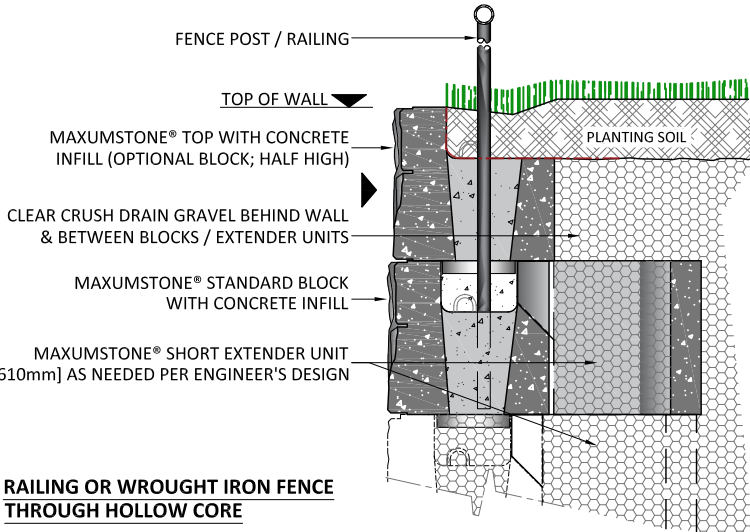 FENCE POST / RAILING
TOP OF WALL
MAXUMSTONE® TOP WITH CONCRETE
INFILL (OPTIONAL BLOCK; HALF HIGH)
PLANTING SOIL
CLEAR CRUSH DRAIN GRAVEL BEHIND WALL
& BETWEEN BLOCKS / EXTENDER UNITS
MAXUMSTONE® STANDARD BLOCK
WITH CONCRETE INFILL
MAXUMSTONE® SHORT EXTENDER UNIT
610mm] AS NEEDED PER ENGINEER'S DESIGN
RAILING OR WROUGHT IRON FENCE
THROUGH HOLLOW CORE